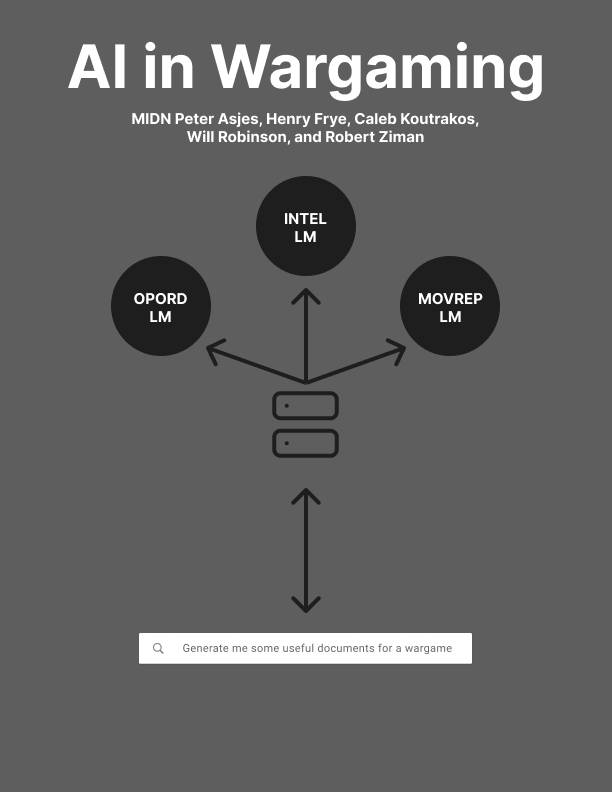 AI in Wargaming
MIDN Peter Asjes, Henry Frye, Caleb Koutrakos,
Will Robinson, and Robert Ziman
INTEL
LM
OPORD
LM
MOVREP
LM
Generate me some useful documents for a wargame